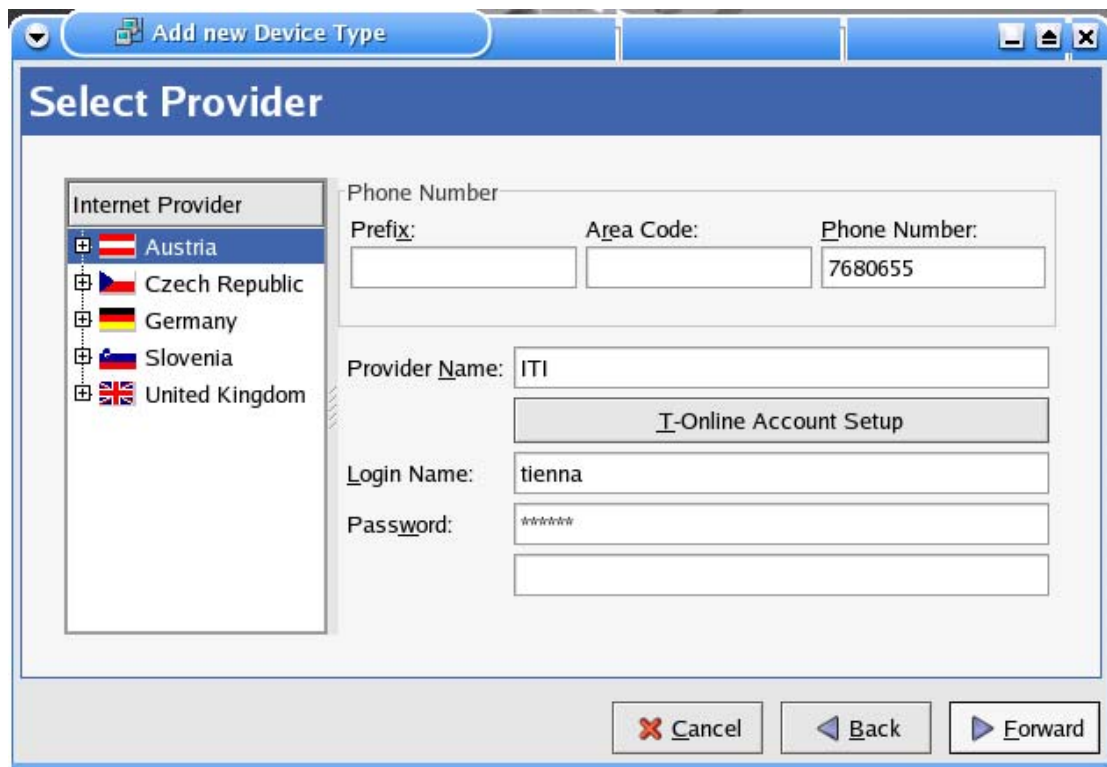 Add new Device Type
Select Provider
Internet Provider
Austria
Czech Republic
Germany
Slovenia
United Kingdom
Phone Number
Prefix:
Area Code:
Phone Number:
7680655
Provider Name:
ITI
T-Online Account Setup
Login Name:
tienna
Password:
******
Cancel
Back
Forward